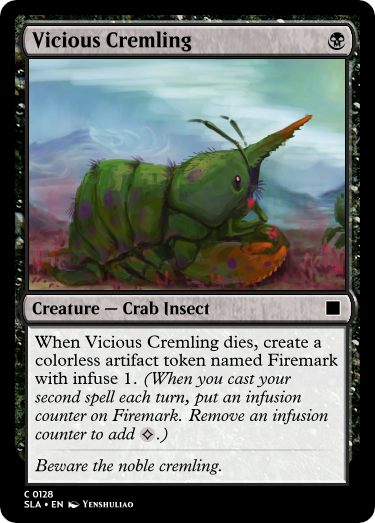 Vicious Cremling
Creature — Crab Insect
When Vicious Cremling dies, create a
colorless artifact token named Firemark
with infuse 1. (When you cast your
second spell each turn, put an infusion
counter on Firemark. Remove an infusion
counter to add .)
Beware the noble cremling.
C 0128
SLA • EN Yenshuliao